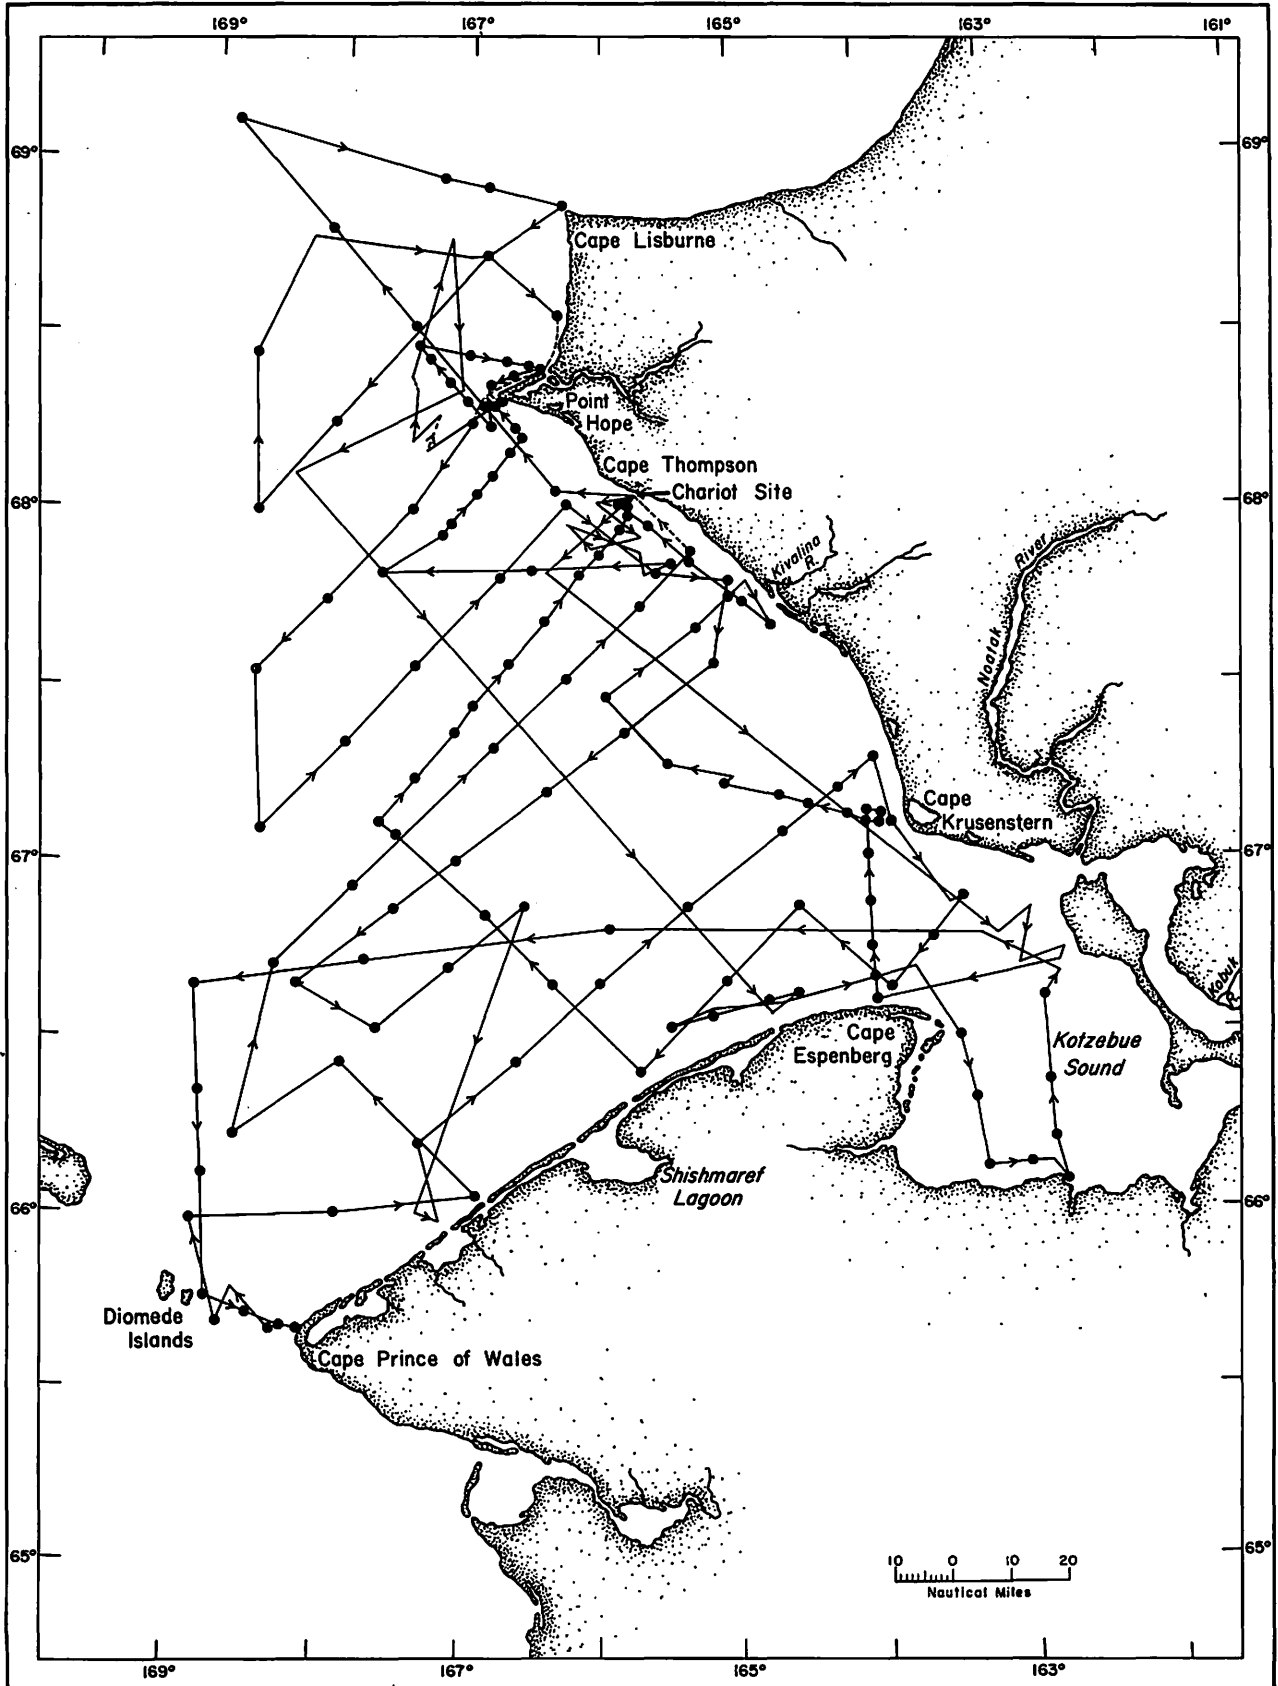 169° 167° 165° 163° 161°
69° 69°
Cape Lisburne
Point
Hope
Cape Thompson
Chariot Site
68° 68°
Kivalina
R.
River
Noatak
Cape
Krusenstern
67° 67°
Kobuk
R.
Cape
Espenberg
Kotzebue
Sound
Shishmaref
Lagoon
66° 66°
Diomede
Islands
Cape Prince of Wales
65° 65°
10 0 10 20
Nautical Miles
169° 167° 165° 163°